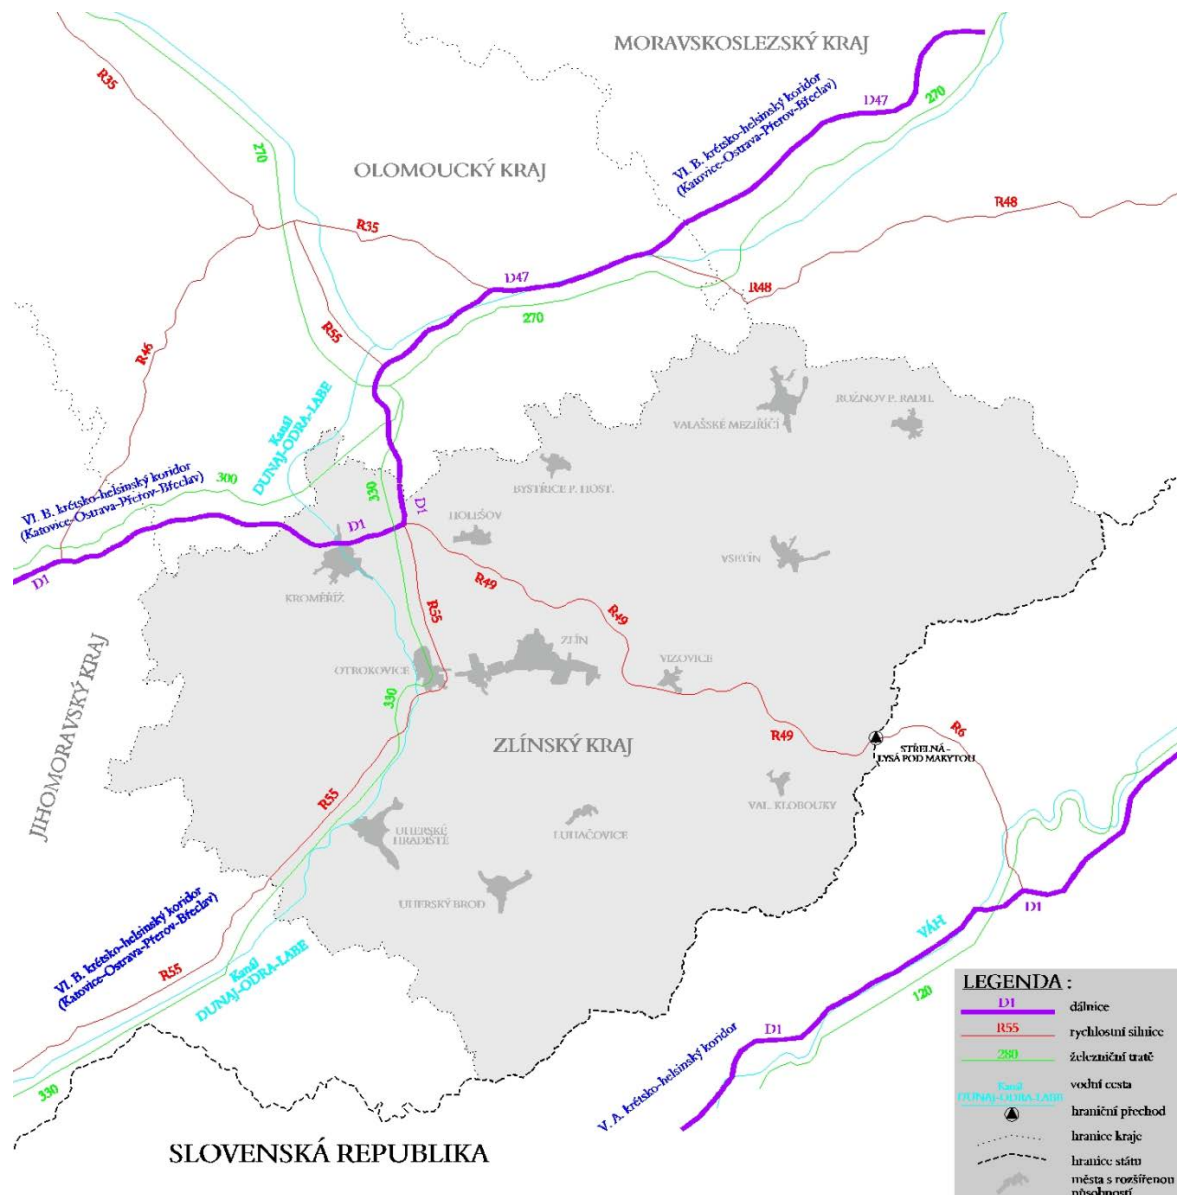 MORAVSKOSLEZSKÝ KRAJ
R35
D47
270
VI. B. krétsko-helsinský koridor
(Katovice-Ostrava-Přerov-Břeclav)
270
OLOMOUCKÝ KRAJ
R48
R35
D47
R48
270
R55
R46
Kanál
DUNAJ-ODRA-LABE
ROŽNOV P. RADH.
VALAŠSKÉ MEZIŘÍČÍ
VI. B. krétsko-helsinský koridor
(Katovice-Ostrava-Přerov-Břeclav)
300
330
BYSTŘICE P. HOST.
D1
D1
HOLEŠOV
VSETÍN
D1
KROMĚŘÍŽ
R49
R55
R49
ZLÍN
OTROKOVICE
VIZOVICE
330
JIHOMORAVSKÝ KRAJ
ZLÍNSKÝ KRAJ
R49
R6
STŘELNÁ -
LYSÁ POD MAKYTOU
R55
VAL. KLOBOUKY
UHERSKÉ
HRADIŠTĚ
LUHAČOVICE
UHERSKÝ BROD
D1
VÁH
VI. B. krétsko-helsinský koridor
(Katovice-Ostrava-Přerov-Břeclav)
R55
Kanál
DUNAJ-ODRA-LABE
120
D1
V. A. krétsko-helsinský koridor
330
SLOVENSKÁ REPUBLIKA
LEGENDA :
D1 dálnice
R55 rychlostní silnice
280 železniční tratě
Kanál
DUNAJ-ODRA-LABE vodní cesta
hraniční přechod
hranice kraje
hranice státu
města s rozšířenou
působností